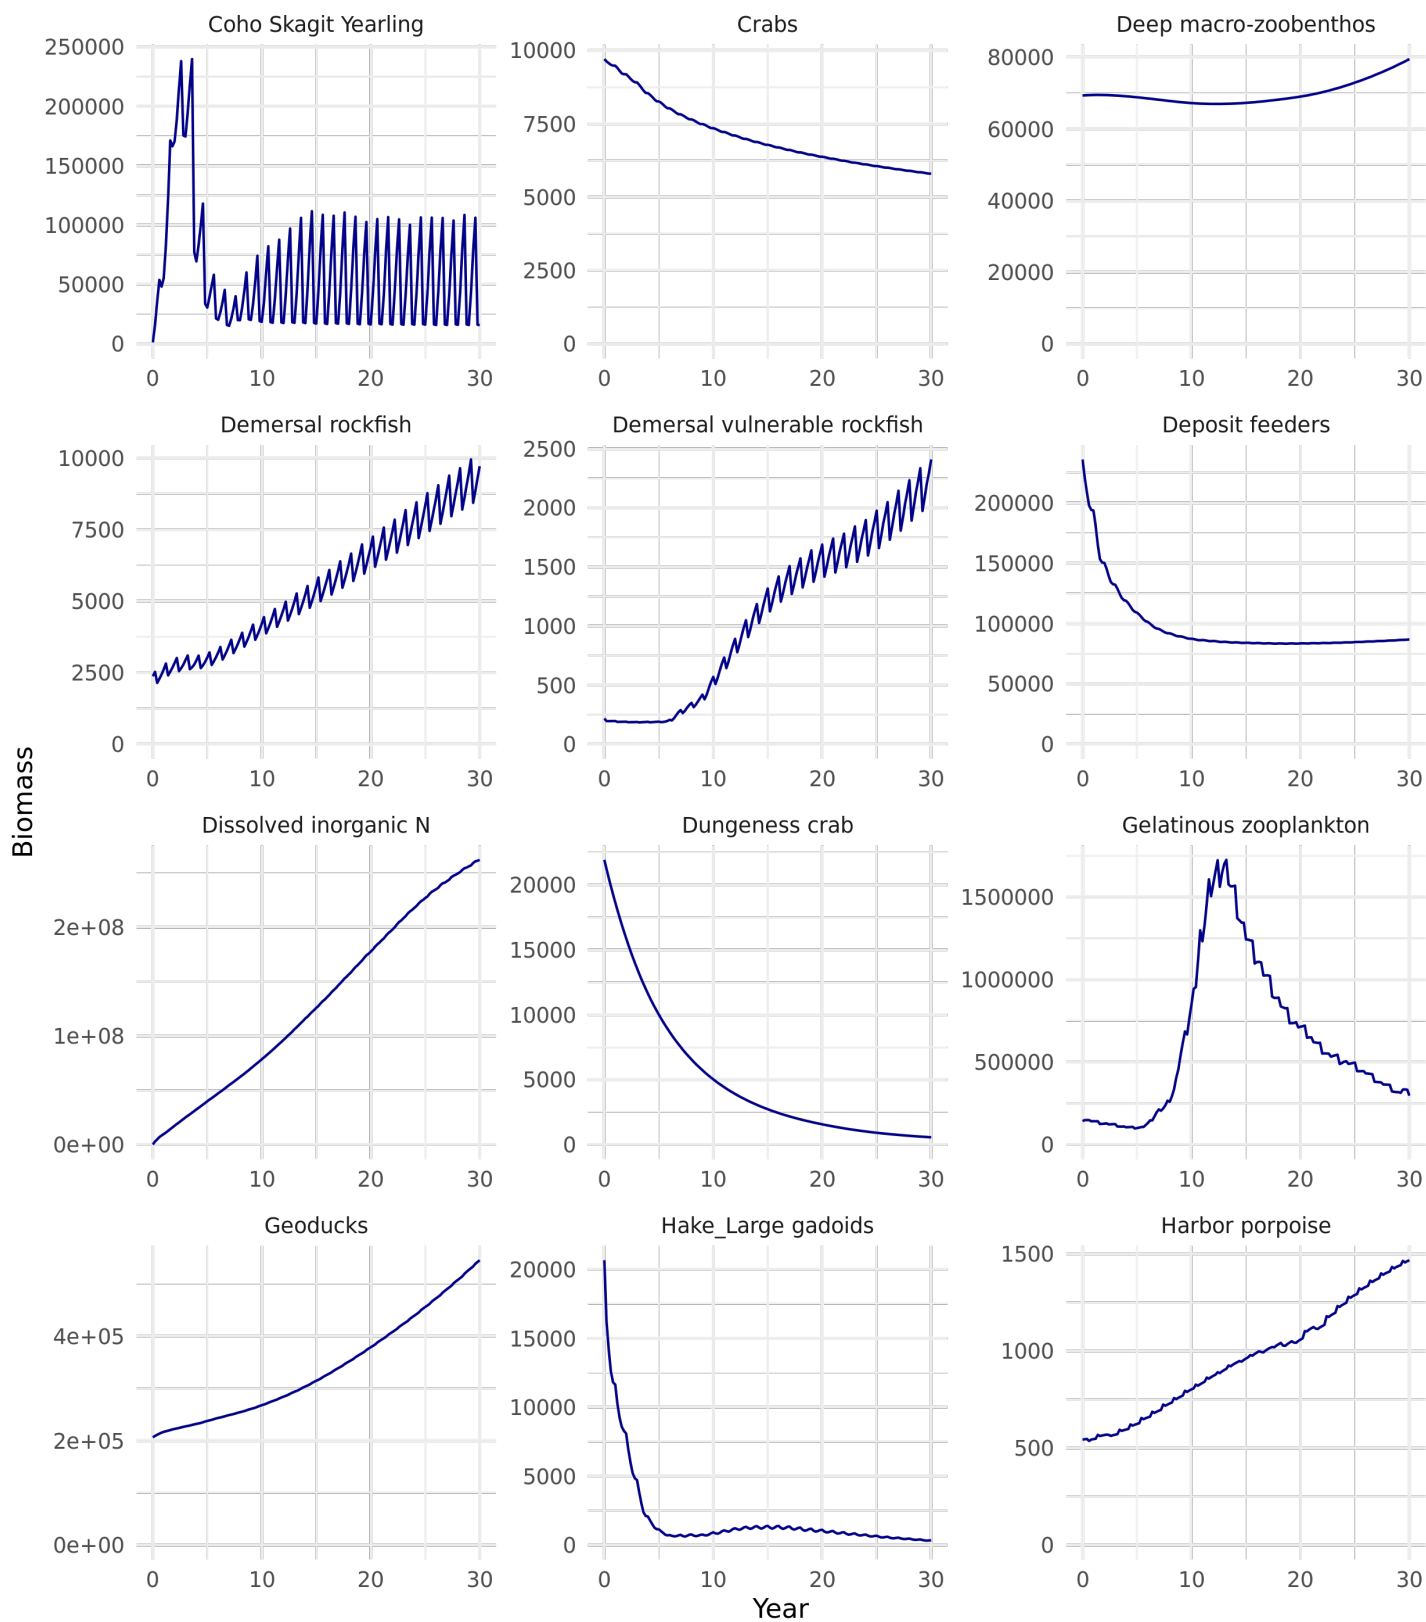 Coho Skagit Yearling
Crabs
Deep macro-zoobenthos
250000
200000
150000
100000
50000
0
0 10 20 30
10000
7500
5000
2500
0
0 10 20 30
80000
60000
40000
20000
0
0 10 20 30
Demersal rockfish
Demersal vulnerable rockfish
Deposit feeders
10000
7500
5000
2500
0
0 10 20 30
2500
2000
1500
1000
500
0
0 10 20 30
200000
150000
100000
50000
0
0 10 20 30
Biomass
Dissolved inorganic N
Dungeness crab
Gelatinous zooplankton
2e+08
1e+08
0e+00
0 10 20 30
20000
15000
10000
5000
0
0 10 20 30
1500000
1000000
500000
0
0 10 20 30
Geoducks
Hake_Large gadoids
Harbor porpoise
4e+05
2e+05
0e+00
0 10 20 30
20000
15000
10000
5000
0
0 10 20 30
1500
1000
500
0
0 10 20 30
Year